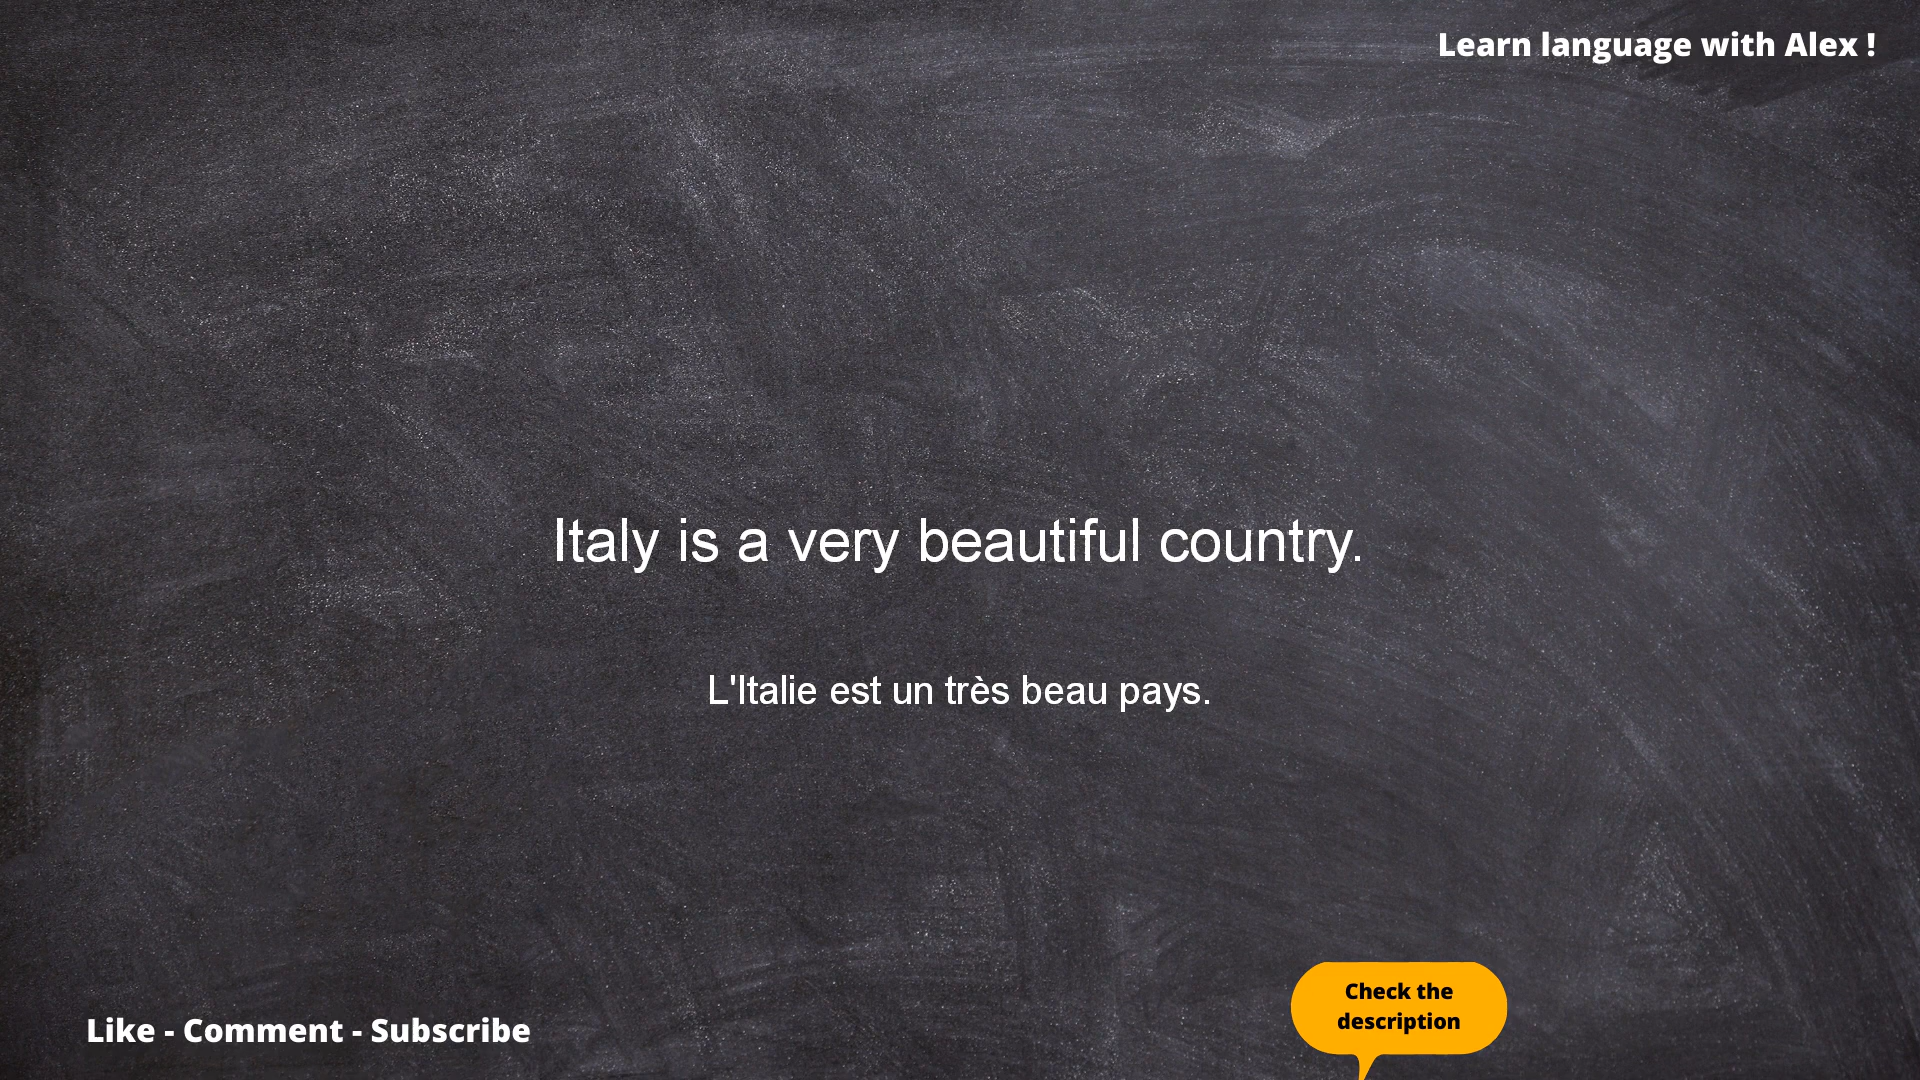 Learn language with Alex !
Italy is a very beautiful country.
L'Italie est un très beau pays.
Check the
description
Like - Comment - Subscribe